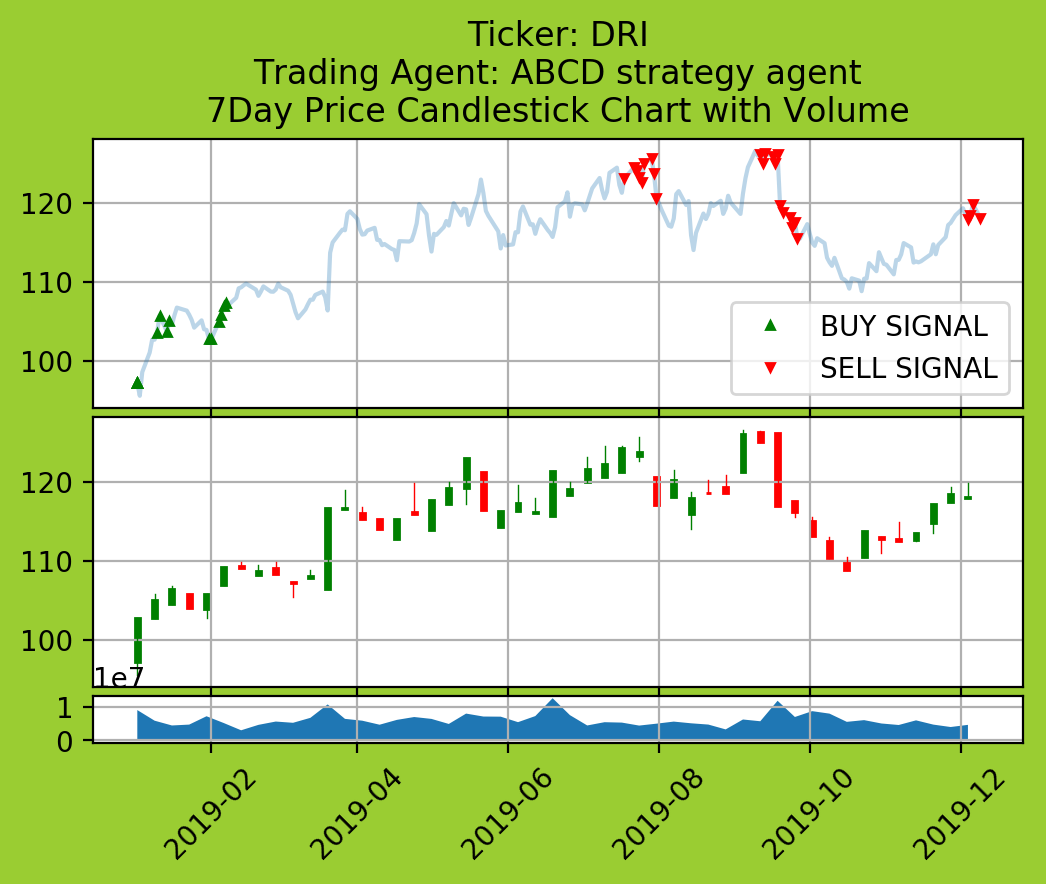 Ticker: DRI
Trading Agent: ABCD strategy agent
7Day Price Candlestick Chart with Volume
120
110
100
BUY SIGNAL
SELL SIGNAL
120
110
100
1e7
1
0
2019-02
2019-04
2019-06
2019-08
2019-10
2019-12